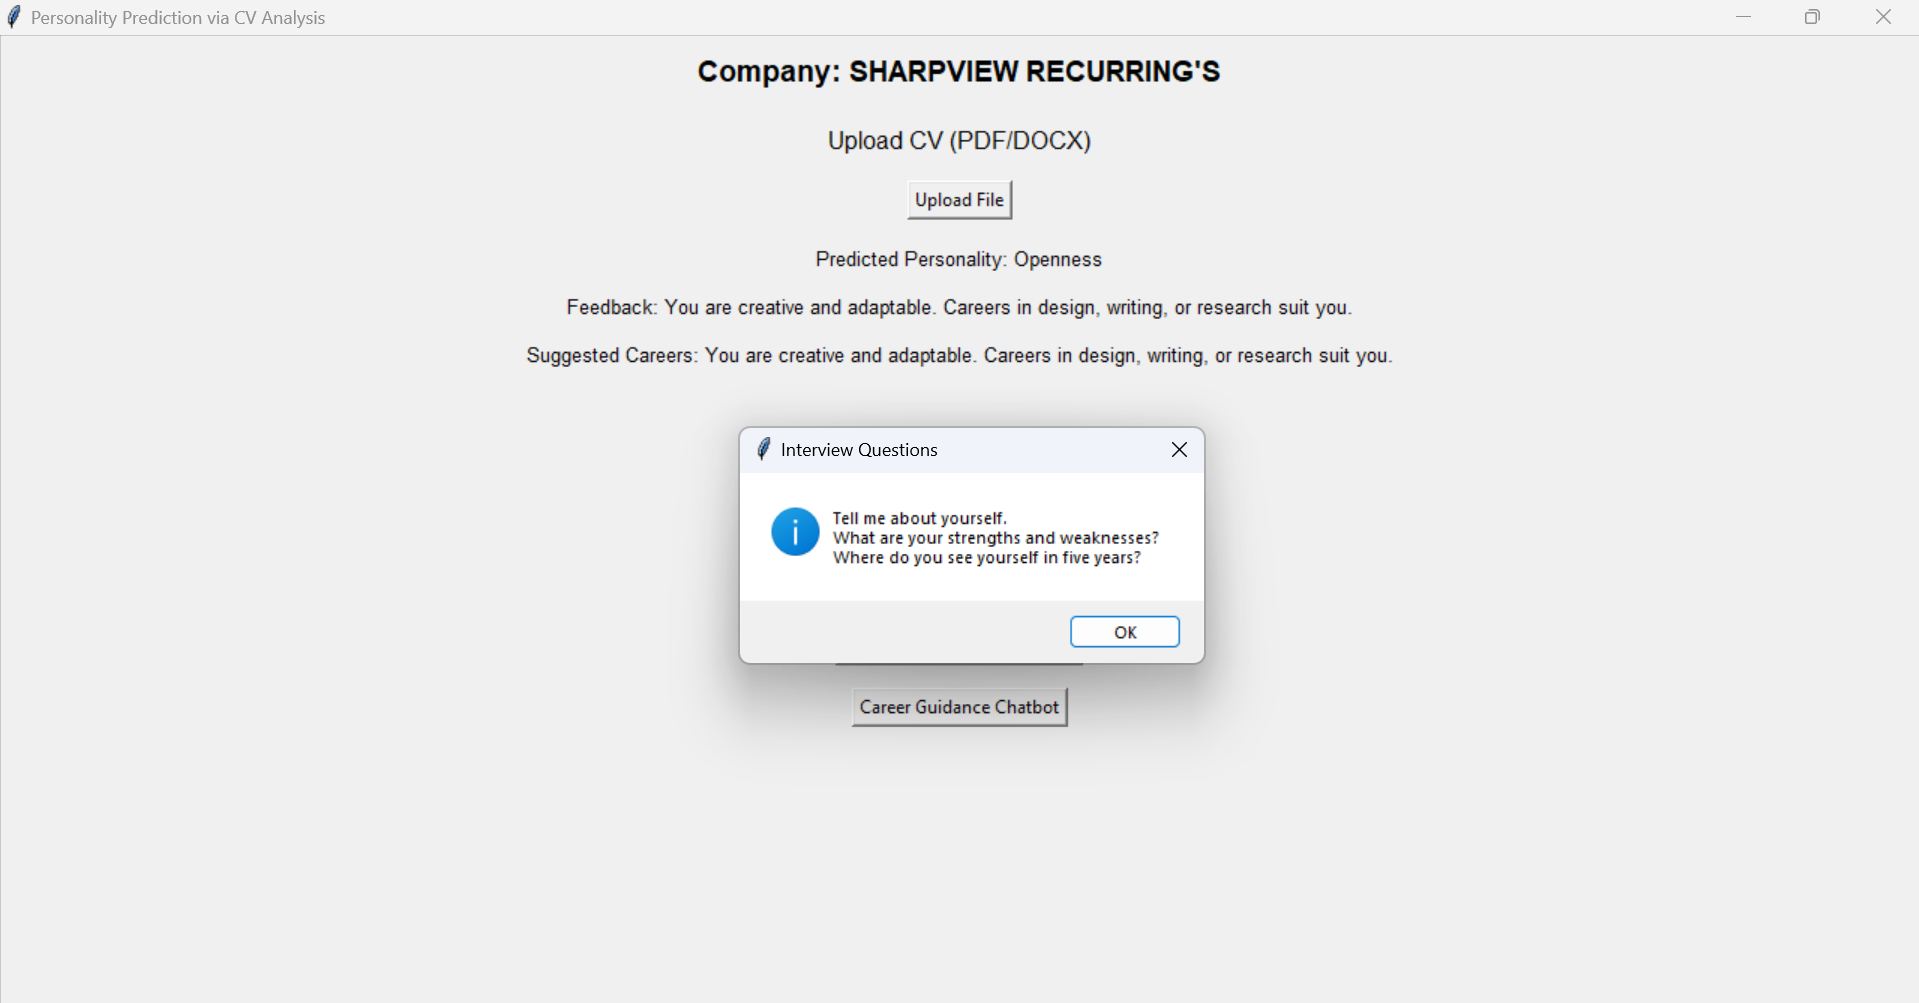 Personality Prediction via CV Analysis
Company: SHARPVIEW RECURRING'S
Upload CV (PDF/DOCX)
Upload File
Predicted Personality: Openness
Feedback: You are creative and adaptable. Careers in design, writing, or research suit you.
Suggested Careers: You are creative and adaptable. Careers in design, writing, or research suit you.
Interview Questions
Tell me about yourself.
What are your strengths and weaknesses?
Where do you see yourself in five years?
OK
Career Guidance Chatbot